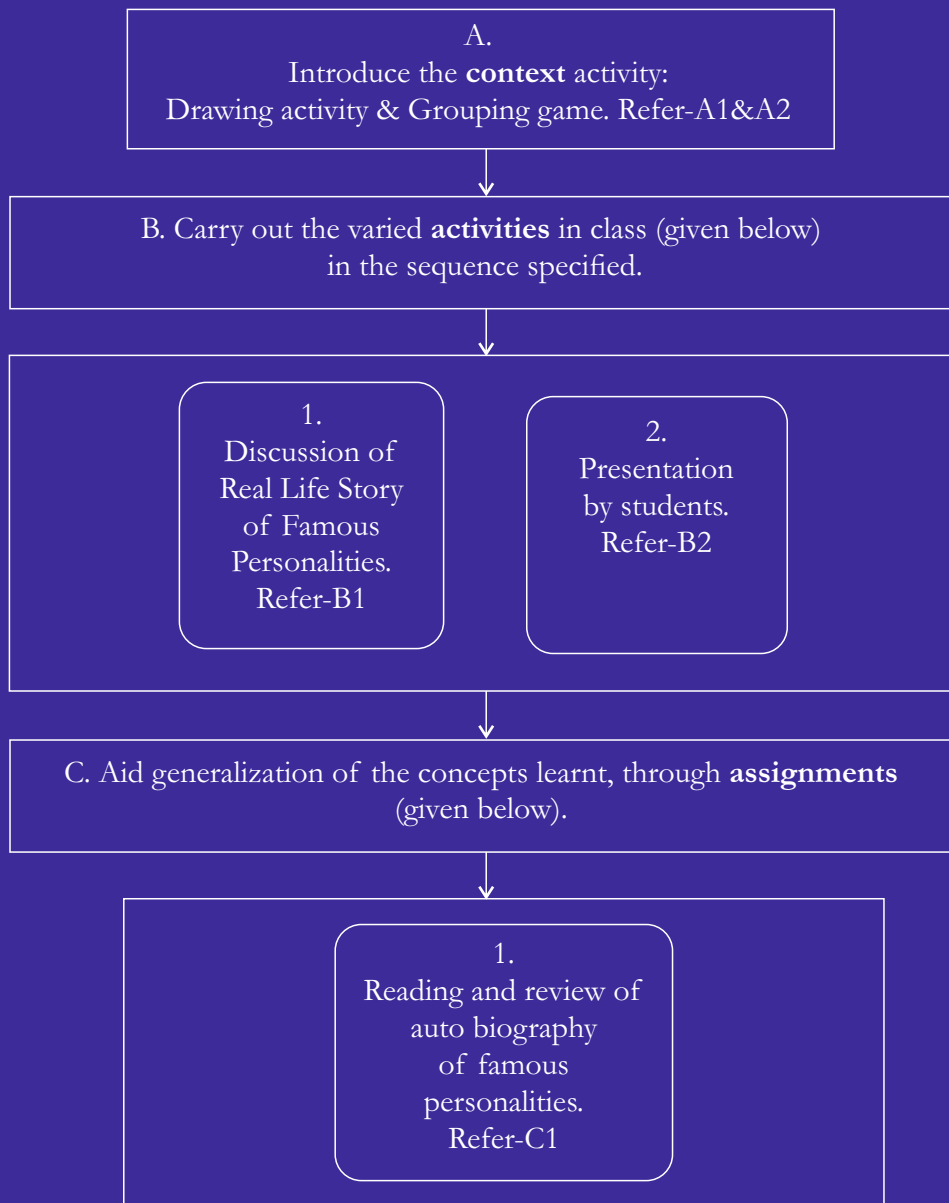 A.
Introduce the context activity:
Drawing activity & Grouping game. Refer-A1&A2
B. Carry out the varied activities in class (given below)
in the sequence specified.
1.
Discussion of
Real Life Story
of Famous
Personalities.
Refer-B1
2.
Presentation
by students.
Refer-B2
C. Aid generalization of the concepts learnt, through assignments
(given below).
1.
Reading and review of
auto biography
of famous
personalities.
Refer-C1